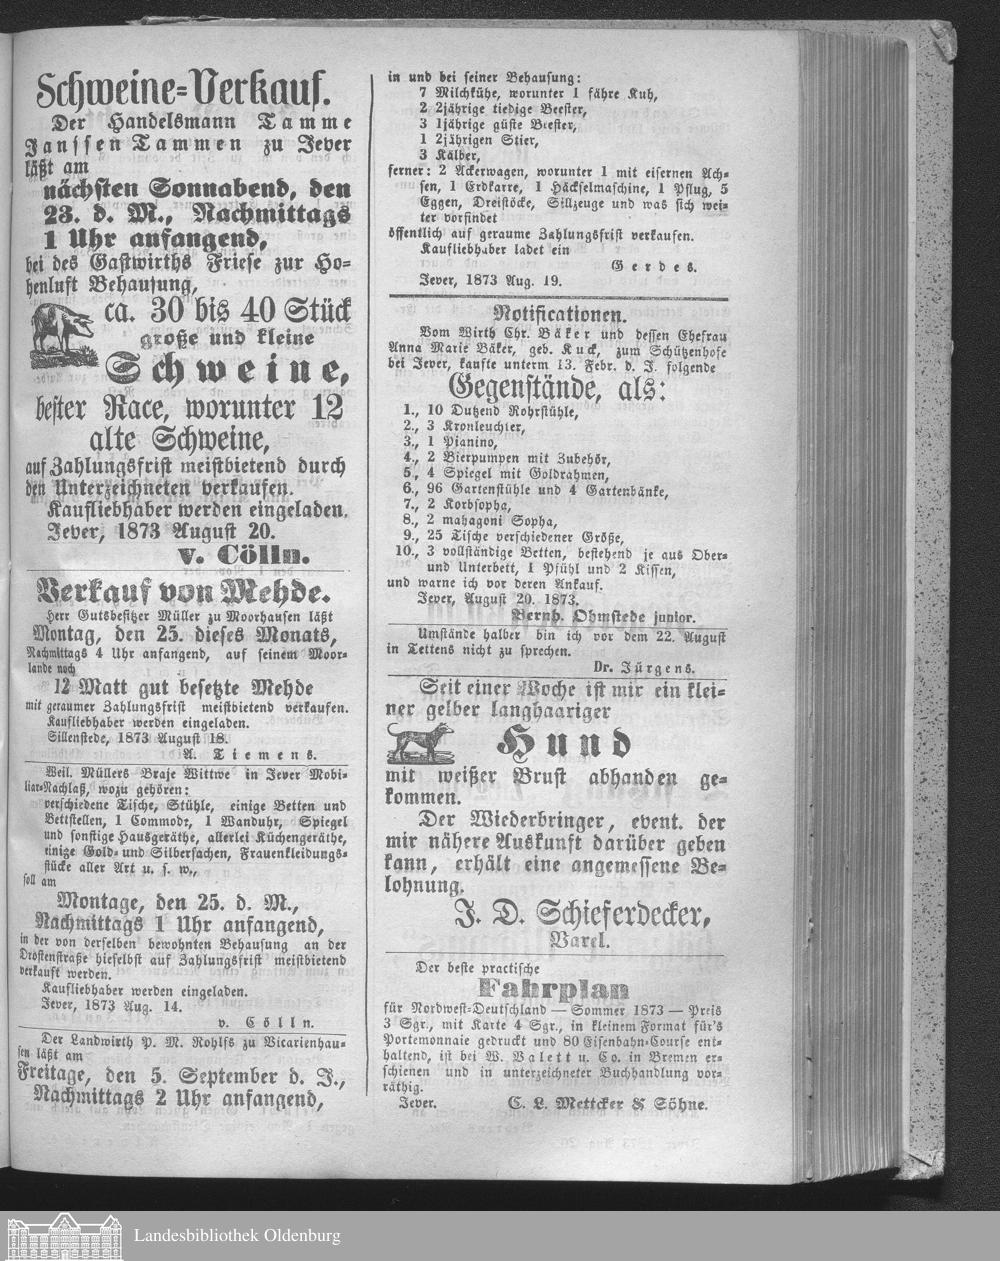 Schweine-Verkauf.
Der Handelsmann Tamme
Janssen Tammen zu Jever
läßt am
nächsten Sonnabend, den
23. d. M., Nachmittags
1 Uhr anfangend,
bei des Gastwirths Friese zur Ho-
henluft Behausung,
ca. 30 bis 40 Stück
große und kleine
Schweine,
bester Race, worunter 12
alte Schweine,
auf Zahlungsfrist meistbietend durch
den Unterzeichneten verkaufen.
Kaufliebhaber werden eingeladen.
Jever, 1873 August 20.
v. Cölln.
Verkauf von Mehde.
Herr Gutsbesitzer Müller zu Moorhausen läßt
Montag, den 25. dieses Monats,
Nachmittags 4 Uhr anfangend, auf seinem Moor-
lande noch
12 Matt gut besetzte Mehde
mit geraumer Zahlungsfrist meistbietend verkaufen.
Kaufliebhaber werden eingeladen.
Sillenstede, 1873 August 18.
A. Tiemens.
Weil. Müllers Braje Wittwe in Jever Mobi-
liar-Nachlaß, wozu gehören:
verschiedene Tische, Stühle, einige Betten und
Bettstellen, 1 Commode, 1 Wanduhr, Spiegel
und sonstige Hausgeräthe, allerlei Küchengeräthe,
einige Gold- und Silbersachen, Frauenkleidungs-
stücke aller Art u. s. w.,
soll am
Montage, den 25. d. M.,
Nachmittags 1 Uhr anfangend,
in der von derselben bewohnten Behausung an der
Drostenstraße hieselbst auf Zahlungsfrist meistbietend
verkauft werden.
Kaufliebhaber werden eingeladen.
Jever, 1873 Aug. 14.
v. Cölln.
Der Landwirth P. M. Rohlfs zu Vicarienhau-
sen läßt am
Freitage, den 5. September d. J.,
Nachmittags 2 Uhr anfangend,
in und bei seiner Behausung:
7 Milchkühe, worunter 1 fähre Kuh,
2 2jährige tiedige Beester,
3 1jährige güste Beester,
1 2jährigen Stier,
3 Kälber,
ferner: 2 Ackerwagen, worunter 1 mit eisernen Ach-
sen, 1 Erdkarre, 1 Häckselmaschine, 1 Pflug, 5
Eggen, Dreistöcke, Sillzeuge und was sich wei-
ter vorfindet
öffentlich auf geraume Zahlungsfrist verkaufen.
Kaufliebhaber ladet ein
Gerdes.
Jever, 1873 Aug. 19.
Notificationen.
Vom Wirth Chr. Bäker und dessen Ehefrau
Anna Marie Bäker, geb. Kuck, zum Schützenhofe
bei Jever, kaufte unterm 13. Febr. d. J. folgende
Gegenstände, als:
1., 10 Dutzend Rohrstühle,
2., 3 Kronleuchter,
3., 1 Pianino,
4., 2 Bierpumpen mit Zubehör,
5., 4 Spiegel mit Goldrahmen,
6., 96 Gartenstühle und 4 Gartenbänke,
7., 2 Korbsopha,
8., 2 mahagoni Sopha,
9., 25 Tische verschiedener Größe,
10., 3 vollständige Betten, bestehend je aus Ober-
und Unterbett, 1 Pfühl und 2 Kissen,
und warne ich vor deren Ankauf.
Jever, August 20. 1873.
Bernh. Ohmstede junior.
Umstände halber bin ich vor dem 22. August
in Tettens nicht zu sprechen.
Dr. Jürgens.
Seit einer Woche ist mir ein klei-
ner gelber langhaariger
Hund
mit weißer Brust abhanden ge-
kommen.
Der Wiederbringer, event. der
mir nähere Auskunft darüber geben
kann, erhält eine angemessene Be-
lohnung.
J. D. Schieferdecker,
Varel.
Der beste practische
Fahrplan
für Nordwest-Deutschland — Sommer 1873 — Preis
3 Sgr., mit Karte 4 Sgr., in kleinem Format für's
Portemonnaie gedruckt und 80 Eisenbahn-Course ent-
haltend, ist bei W. Valett u. Co. in Bremen er-
schienen und in unterzeichneter Buchhandlung vor-
räthig.
Jever. C. L. Mettcker & Söhne.
Landesbibliothek Oldenburg